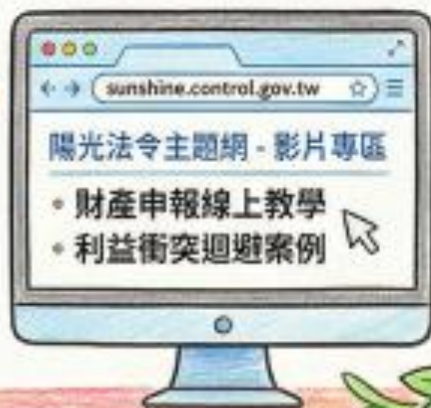 sunshine.control.gov.tw
陽光法令主題網 - 影片專區
• 財產申報線上教學
• 利益衝突迴避案例